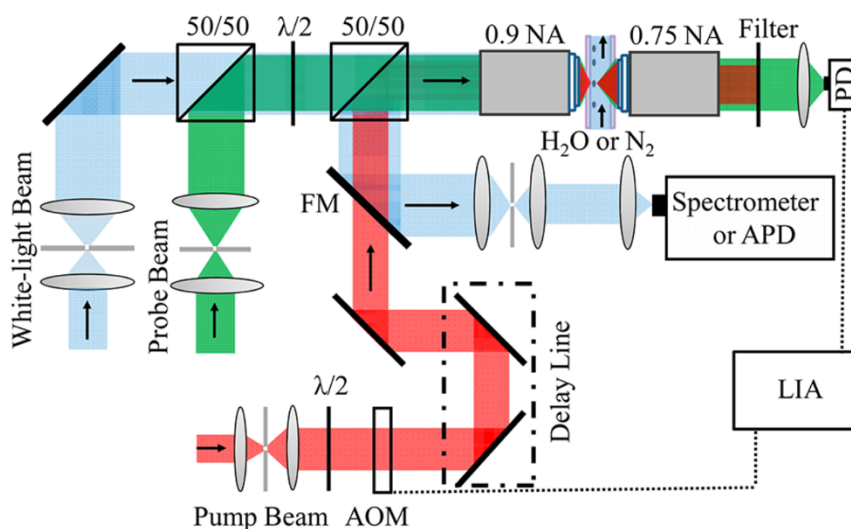 50/50
λ/2
50/50
0.9 NA
0.75 NA
Filter
PD
H₂O or N₂
White-light Beam
Probe Beam
FM
Spectrometer
or APD
Delay Line
LIA
λ/2
Pump Beam
AOM